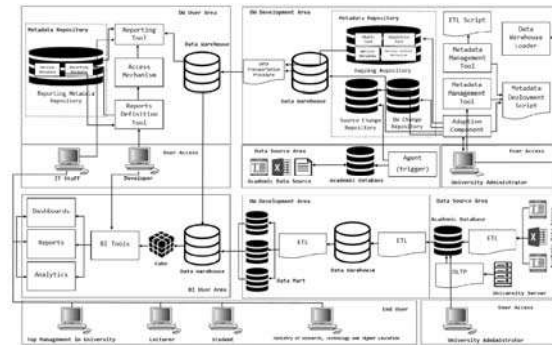 DW User Area
DW Development Area
Metadata Repository
Reporting
Tool
Data Warehouse
Access
Mechanism
Reporting Metadata
Repository
Reports
Definition
Tool
Data
Transportation
Procedure
Data Warehouse
Metadata Repository
Mapping Repository
Source Change
Repository
DW Change
Repository
ETL Script
Metadata
Management
Tool
Metadata
Management
Tool
Adaptive
Component
Data
Warehouse
Loader
Metadata
Deployment
Script
User Access
IT Staff
Developer
Data Source Area
Academic Data Source
Academic Database
Agent
(trigger)
User Access
University Administrator
Dashboards
Reports
Analytics
BI Tools
Cube
Data Warehouse
BI User Area
DW Development Area
Data Mart
ETL
Data Warehouse
ETL
Data Source Area
Academic Database
ETL
OLTP
University Server
End User
Top Management in University
Lecturer
Student
Ministry of Research, Technology and Higher Education
User Access
University Administrator